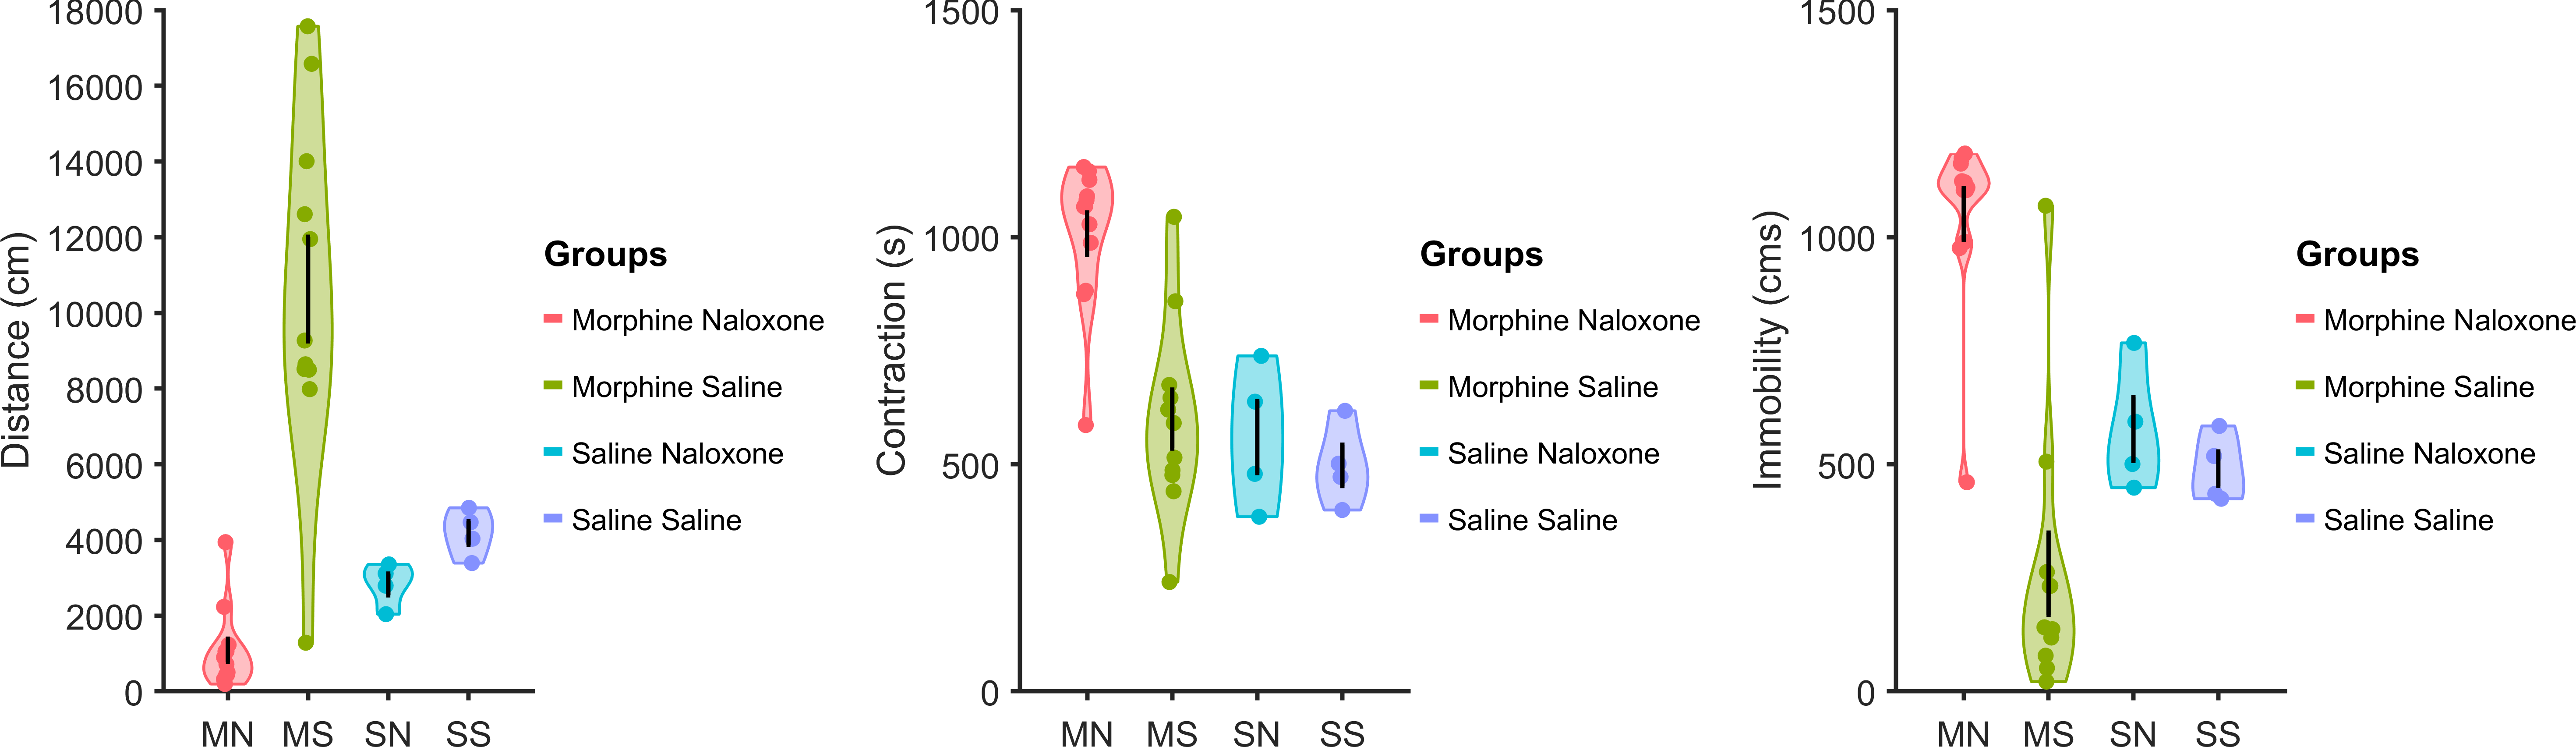 Distance (cm)
18000
16000
14000
12000
10000
8000
6000
4000
2000
0
MN MS SN SS
Groups
Morphine Naloxone
Morphine Saline
Saline Naloxone
Saline Saline
Contraction (s)
1500
1000
500
0
MN MS SN SS
Groups
Morphine Naloxone
Morphine Saline
Saline Naloxone
Saline Saline
Immobility (cms)
1500
1000
500
0
MN MS SN SS
Groups
Morphine Naloxone
Morphine Saline
Saline Naloxone
Saline Saline